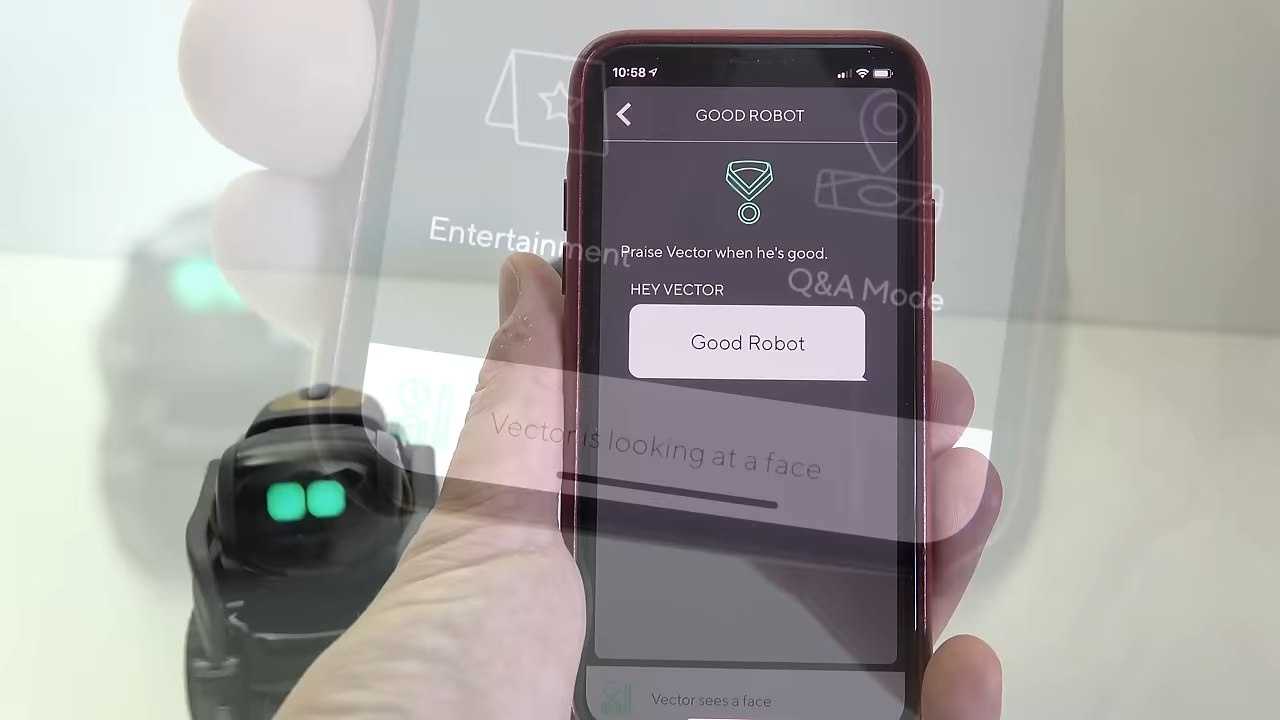 10:58
GOOD ROBOT
Entertainment
Praise Vector when he's good.
Q&A Mode
HEY VECTOR
Good Robot
Vector is looking at a face
Vector sees a face